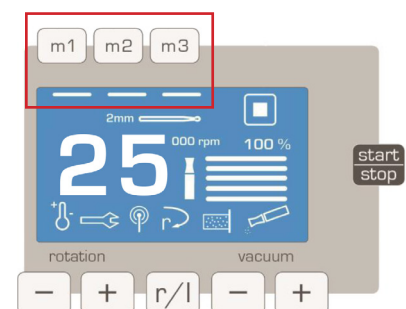 m1 m2 m3
2mm
25 000 rpm 100 %
start
stop
r
rotation vacuum
− + r/l − +